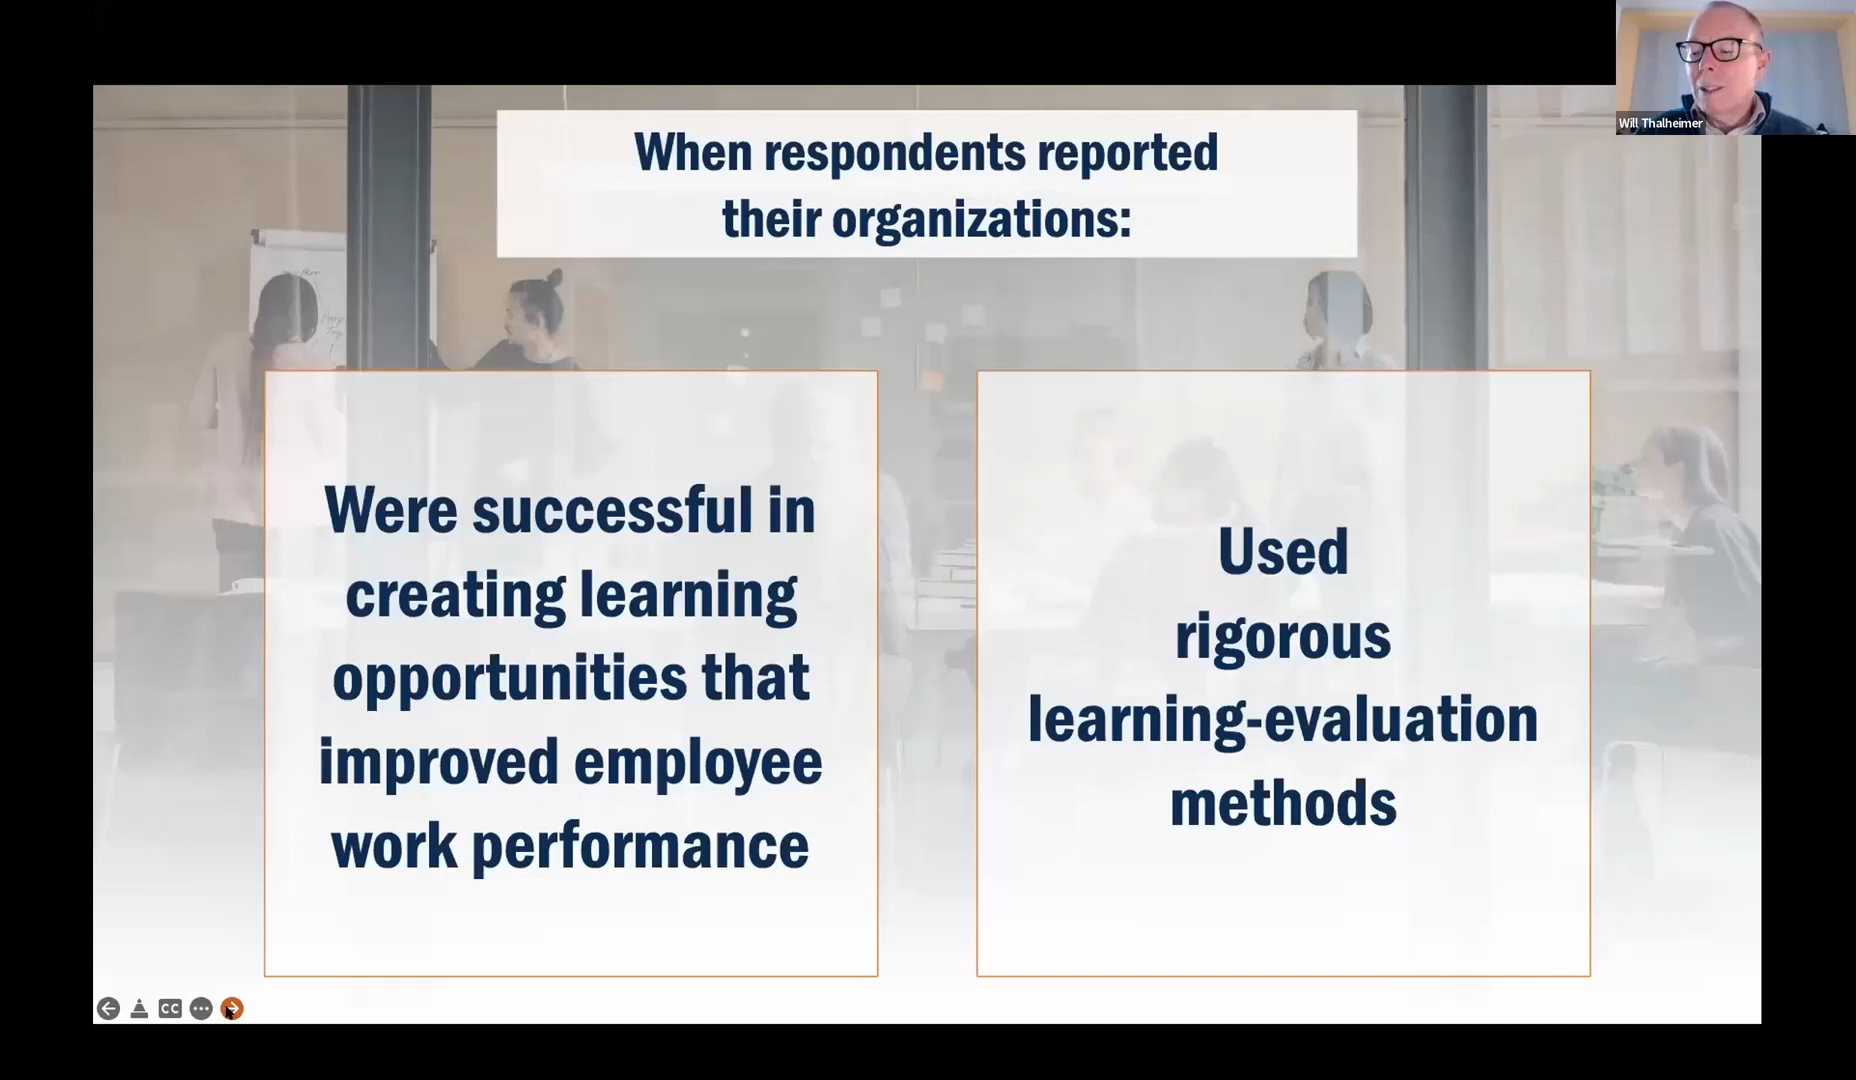 Will Thalheimer
When respondents reported
their organizations:
Were successful in
creating learning
opportunities that
improved employee
work performance
Used
rigorous
learning-evaluation
methods
CC